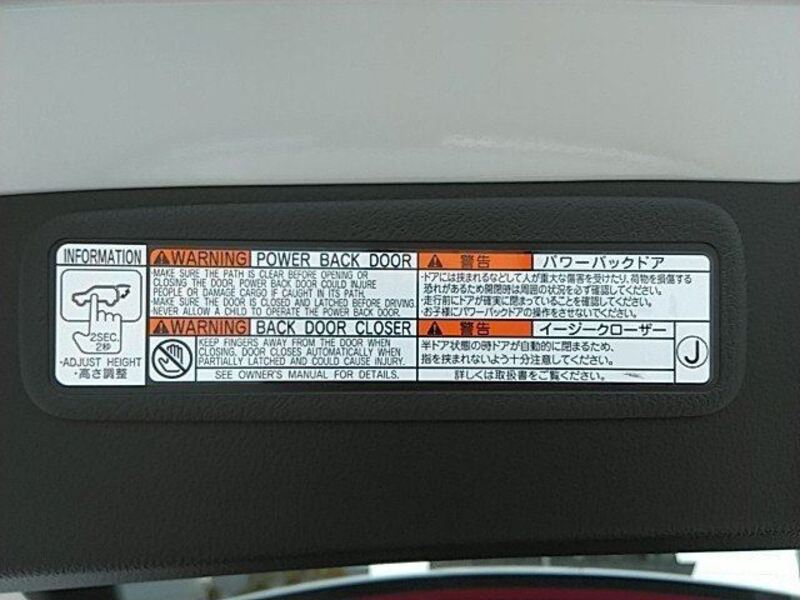 INFORMATION
2SEC.
2秒
·ADJUST HEIGHT
·高さ調整
WARNING POWER BACK DOOR
·MAKE SURE THE PATH IS CLEAR BEFORE OPENING OR
CLOSING THE DOOR. POWER BACK DOOR COULD INJURE
PEOPLE OR DAMAGE CARGO IF CAUGHT IN ITS PATH.
·MAKE SURE THE DOOR IS CLOSED AND LATCHED BEFORE DRIVING.
·NEVER ALLOW A CHILD TO OPERATE THE POWER BACK DOOR.
WARNING BACK DOOR CLOSER
KEEP FINGERS AWAY FROM THE DOOR WHEN
CLOSING. DOOR CLOSES AUTOMATICALLY WHEN
PARTIALLY LATCHED AND COULD CAUSE INJURY.
SEE OWNER'S MANUAL FOR DETAILS.
警告 パワーバックドア
·ドアには挟まれるなどして人が重大な傷害を受けたり、荷物を損傷する
恐れがあるため開閉時は周囲の状況を必ず確認してください。
·走行前にドアが確実に閉まっていることを確認してください。
·お子様にパワーバックドアの操作をさせないでください。
警告 イージークローザー
半ドア状態の時ドアが自動的に閉まるため、
指を挟まれないよう十分注意してください。
詳しくは取扱書をご覧ください。
J